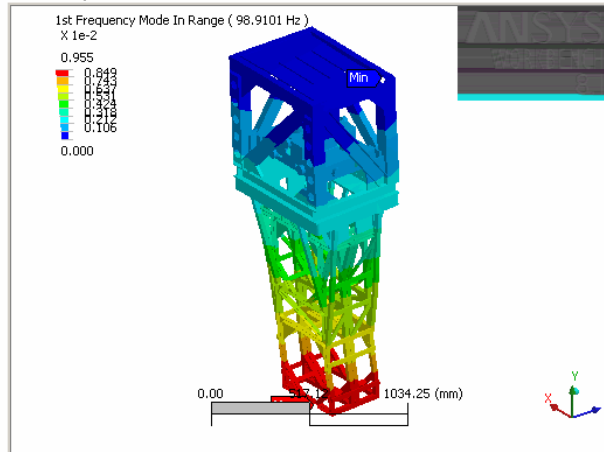 1st Frequency Mode In Range ( 98.9101 Hz )
X 1e-2
0.955
0.849
0.743
0.637
0.531
0.424
0.318
0.212
0.106
0.000
ANSYS
Min
0.00
1034.25 (mm)
Y
X